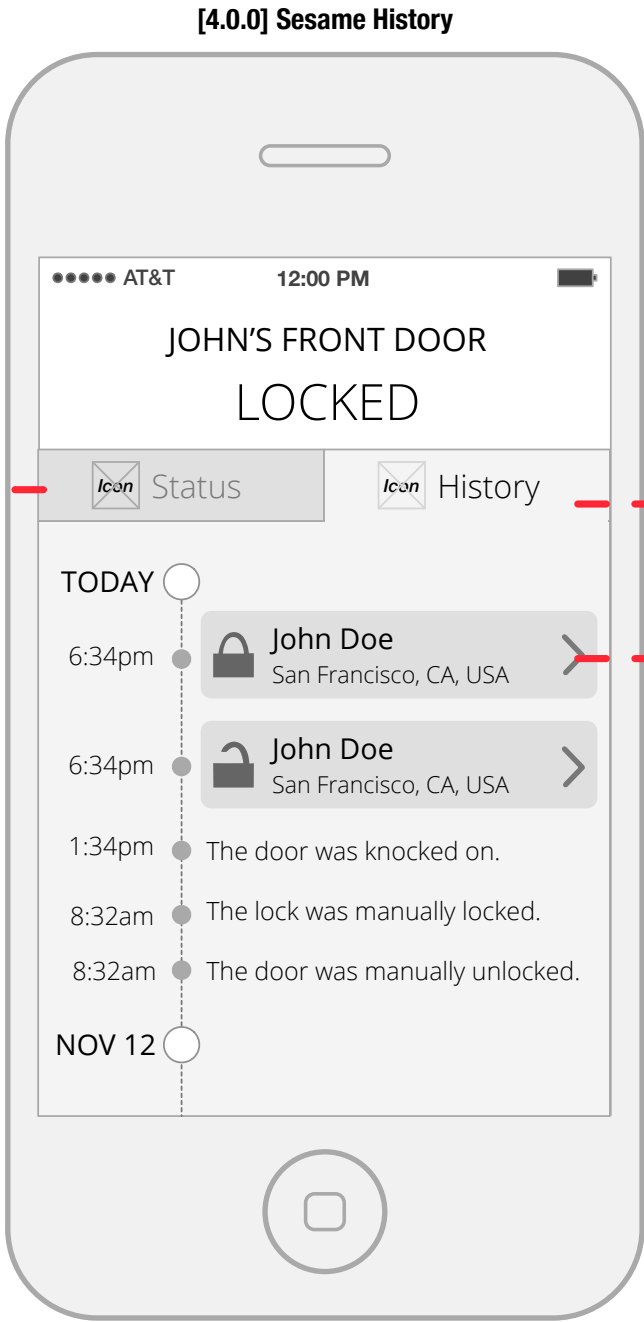 [4.0.0] Sesame History
AT&T 12:00 PM
JOHN'S FRONT DOOR
LOCKED
Icon Status Icon History
TODAY
6:34pm John Doe
San Francisco, CA, USA
6:34pm John Doe
San Francisco, CA, USA
1:34pm The door was knocked on.
8:32am The lock was manually locked.
8:32am The door was manually unlocked.
NOV 12